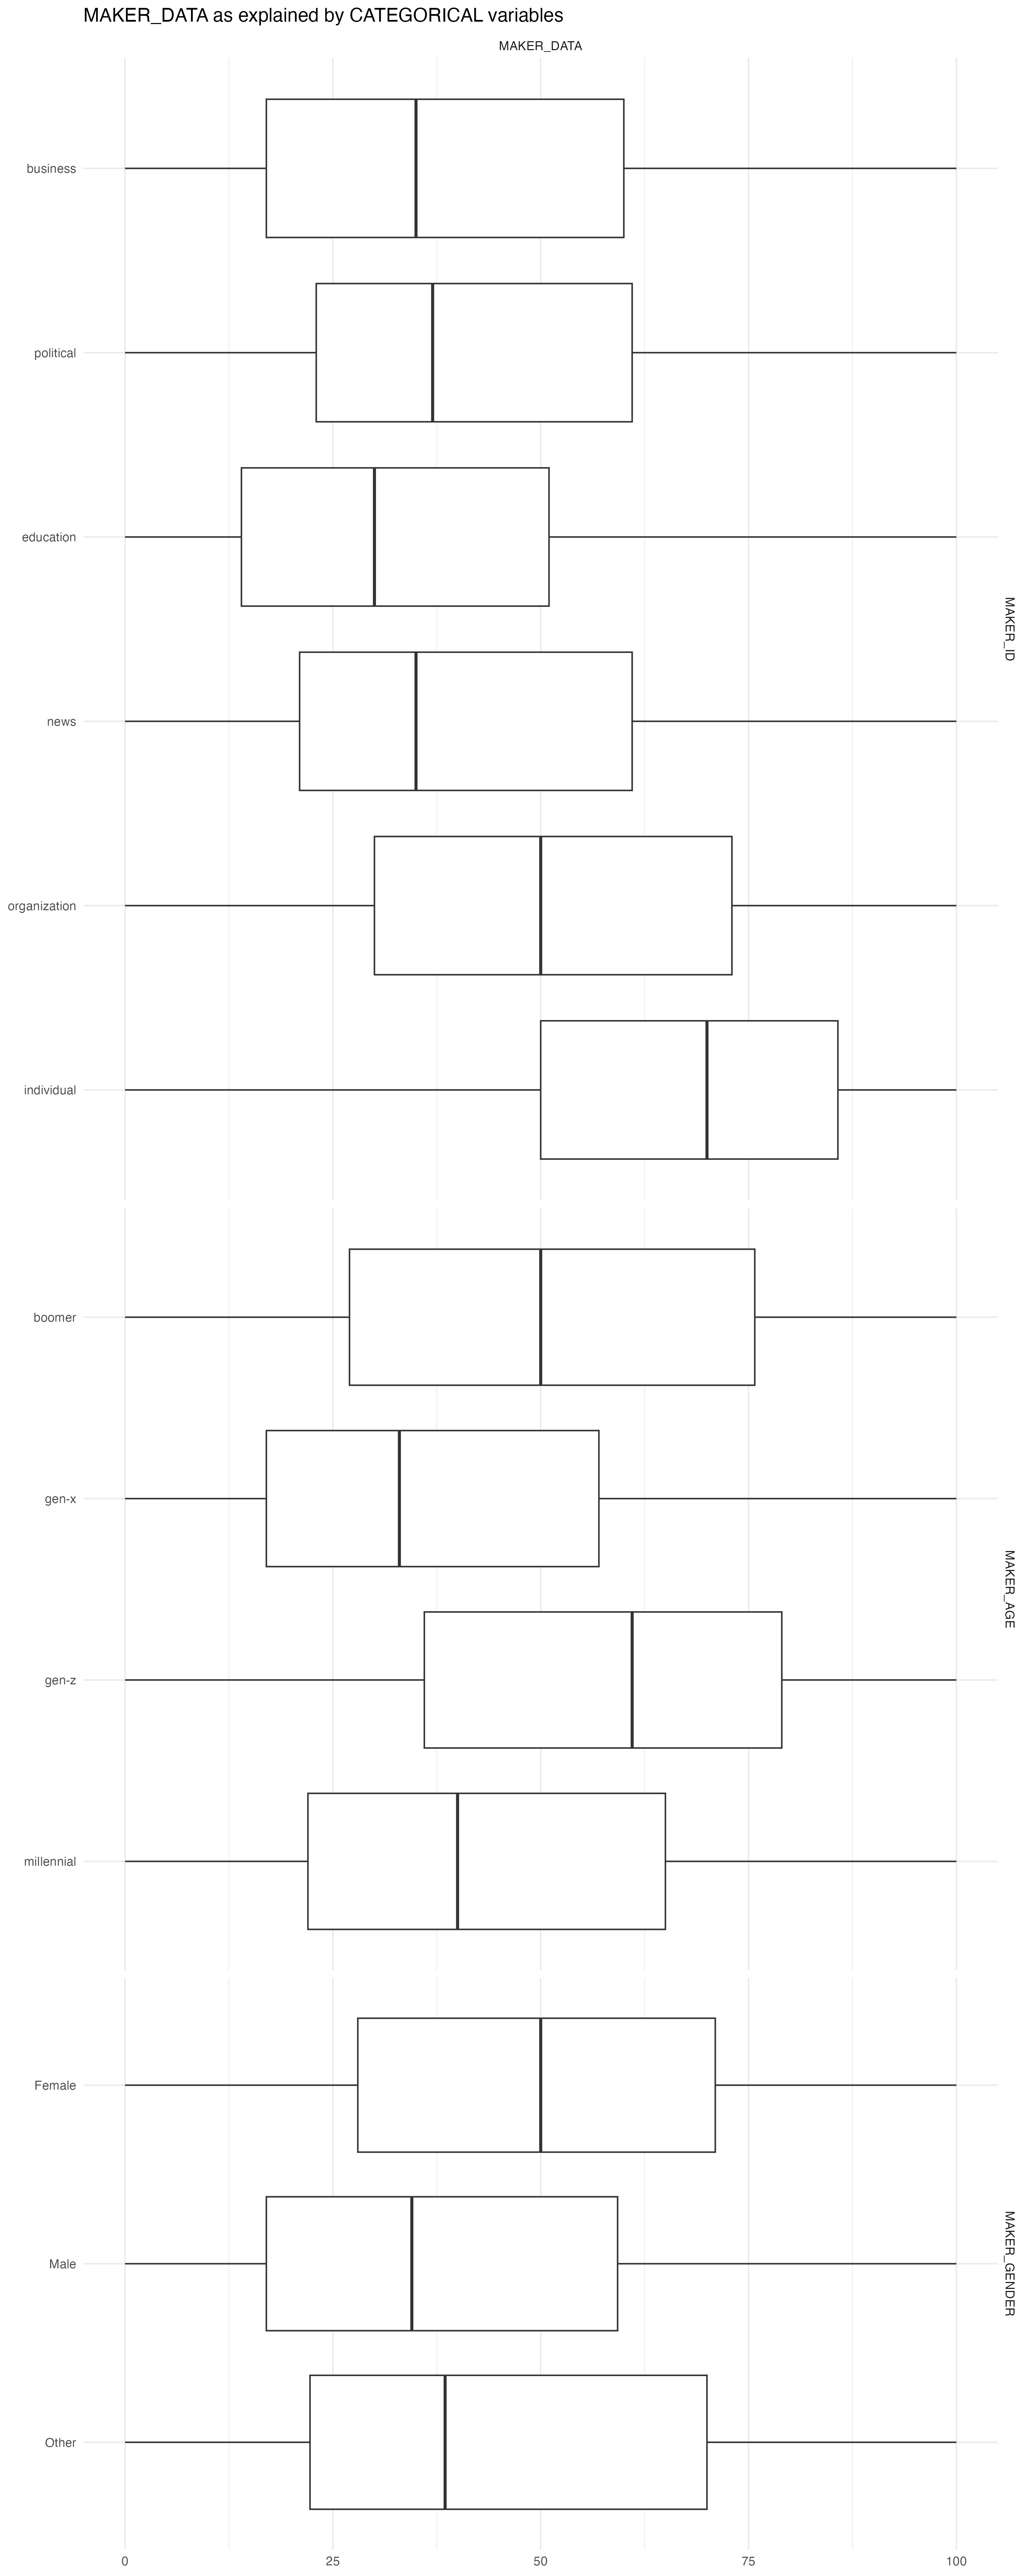 MAKER_DATA as explained by CATEGORICAL variables
MAKER_DATA
business
political
education
news
organization
individual
MAKER_ID
boomer
gen-x
gen-z
millennial
MAKER_AGE
Female
Male
Other
MAKER_GENDER
0 25 50 75 100